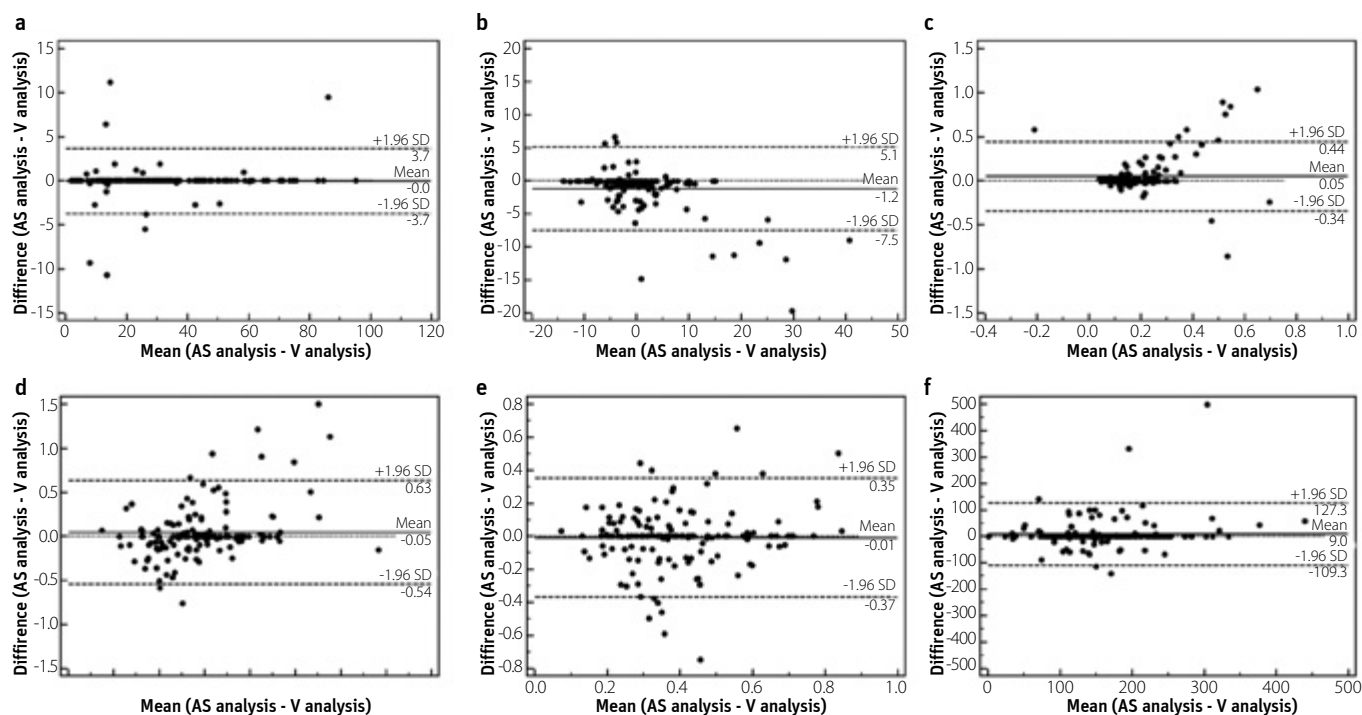 a
Diffirence (AS analysis - V analysis)
15
10
5
0
-5
-10
-15
+1.96 SD
3.7
Mean
-0.0
-1.96 SD
-3.7
0 20 40 60 80 100 120
Mean (AS analysis - V analysis)
b
Diffirence (AS analysis - V analysis)
20
15
10
5
0
-5
-10
-15
-20
+1.96 SD
5.1
Mean
-1.2
-1.96 SD
-7.5
-20 -10 0 10 20 30 40 50
Mean (AS analysis - V analysis)
c
Diffirence (AS analysis - V analysis)
1.5
1.0
0.5
0.0
-0.5
-1.0
-1.5
+1.96 SD
0.44
Mean
0.05
-1.96 SD
-0.34
-0.4 -0.2 0.0 0.2 0.4 0.6 0.8 1.0
Mean (AS analysis - V analysis)
d
Diffirence (AS analysis - V analysis)
1.5
1.0
0.5
0.0
-0.5
-1.0
-1.5
+1.96 SD
0.63
Mean
-0.05
-1.96 SD
-0.54
Mean (AS analysis - V analysis)
e
Diffirence (AS analysis - V analysis)
0.8
0.6
0.4
0.2
0.0
-0.2
-0.4
-0.6
-0.8
+1.96 SD
0.35
Mean
-0.01
-1.96 SD
-0.37
0.0 0.2 0.4 0.6 0.8 1.0
Mean (AS analysis - V analysis)
f
Diffirence (AS analysis - V analysis)
500
400
300
200
100
0
-100
-200
-300
-400
-500
+1.96 SD
127.3
Mean
9.0
-1.96 SD
-109.3
0 100 200 300 400 500
Mean (AS analysis - V analysis)